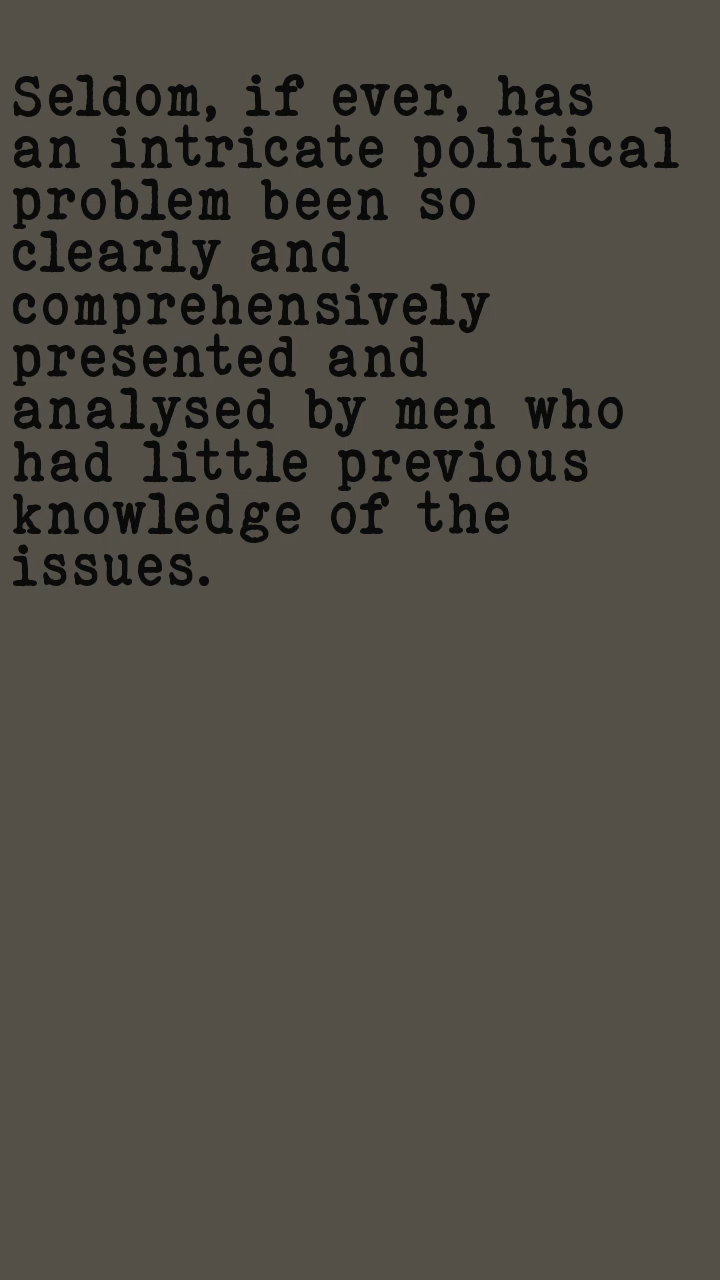 Seldom, if ever, has
an intricate political
problem been so
clearly and
comprehensively
presented and
analysed by men who
had little previous
knowledge of the
issues.